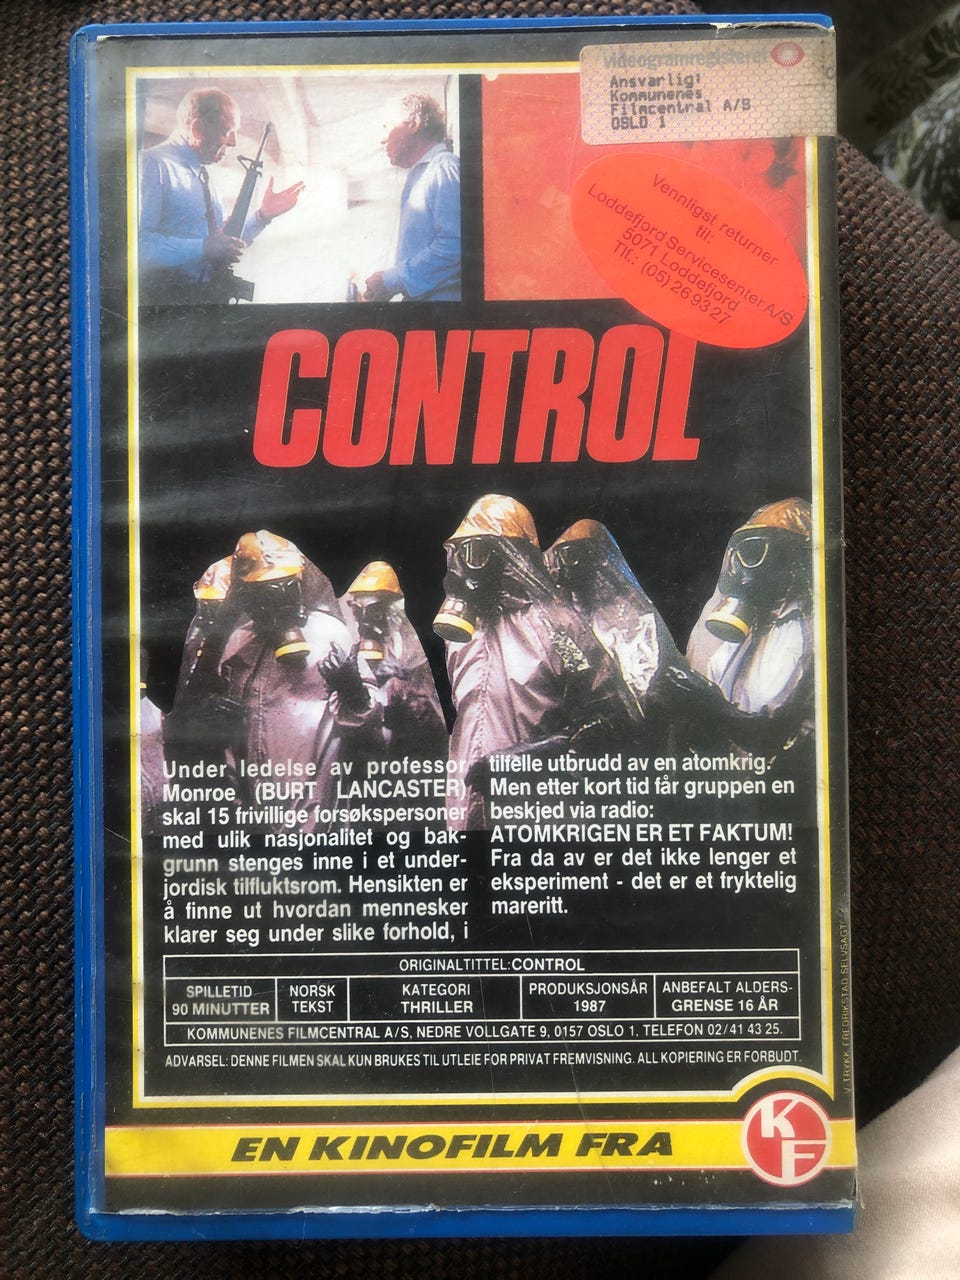 videogramregisteret
Ansvarlig:
Kommunenes
Filmcentral A/S
OSLO 1
Vennligst returner
til:
Loddefjord Servicesenter A/S
5071 Loddefjord
Tlf.: (05) 26 93 27
CONTROL
Under ledelse av professor
Monroe (BURT LANCASTER)
skal 15 frivillige forsøkspersoner
med ulik nasjonalitet og bak-
grunn stenges inne i et under-
jordisk tilfluktsrom. Hensikten er
å finne ut hvordan mennesker
klarer seg under slike forhold, i
tilfelle utbrudd av en atomkrig.
Men etter kort tid får gruppen en
beskjed via radio:
ATOMKRIGEN ER ET FAKTUM!
Fra da av er det ikke lenger et
eksperiment - det er et fryktelig
mareritt.
ORIGINALTITTEL: CONTROL
SPILLETID
90 MINUTTER
NORSK
TEKST
KATEGORI
THRILLER
PRODUKSJONSÅR
1987
ANBEFALT ALDERS-
GRENSE 16 ÅR
KOMMUNENES FILMCENTRAL A/S, NEDRE VOLLGATE 9, 0157 OSLO 1, TELEFON 02/41 43 25.
ADVARSEL: DENNE FILMEN SKAL KUN BRUKES TIL UTLEIE FOR PRIVAT FREMVISNING. ALL KOPIERING ER FORBUDT.
TRYKK FREDRIKSTAD SELVSAGT
EN KINOFILM FRA
KF